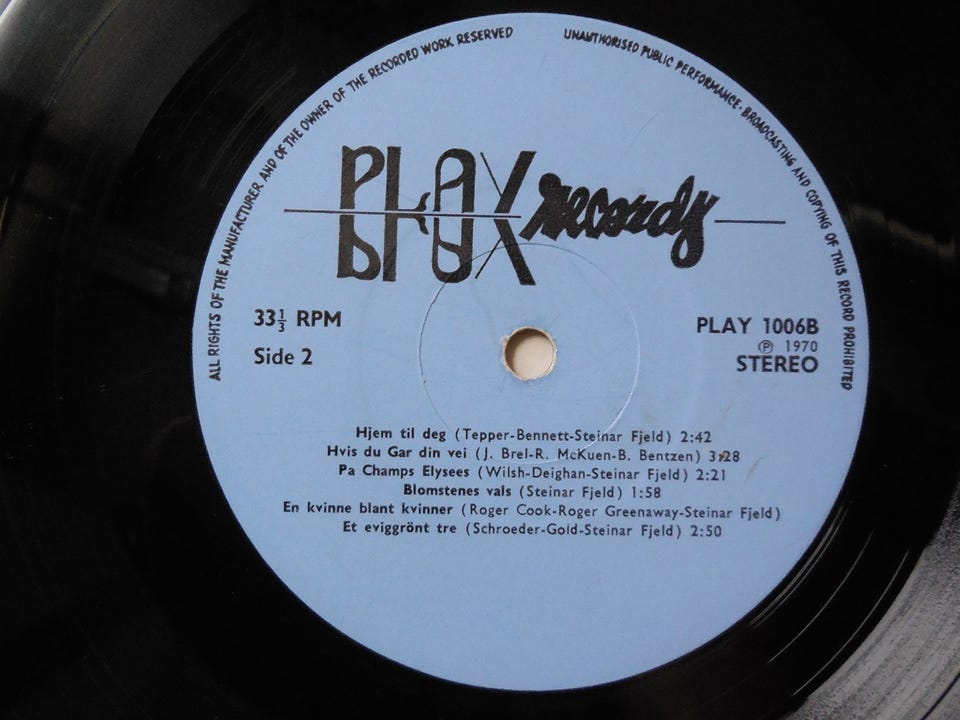 ALL RIGHTS OF THE MANUFACTURER AND OF THE OWNER OF THE RECORDED WORK RESERVED
UNAUTHORISED PUBLIC PERFORMANCE · BROADCASTING AND COPYING OF THIS RECORD PROHIBITED
PLAY records
33⅓ RPM
Side 2
PLAY 1006B
Ⓟ 1970
STEREO
Hjem til deg (Tepper-Bennett-Steinar Fjeld) 2:42
Hvis du Gar din vei (J. Brel-R. McKuen-B. Bentzen) 3:28
Pa Champs Elysees (Wilsh-Deighan-Steinar Fjeld) 2:21
Blomstenes vals (Steinar Fjeld) 1:58
En kvinne blant kvinner (Roger Cook-Roger Greenaway-Steinar Fjeld)
Et eviggrönt tre (Schroeder-Gold-Steinar Fjeld) 2:50